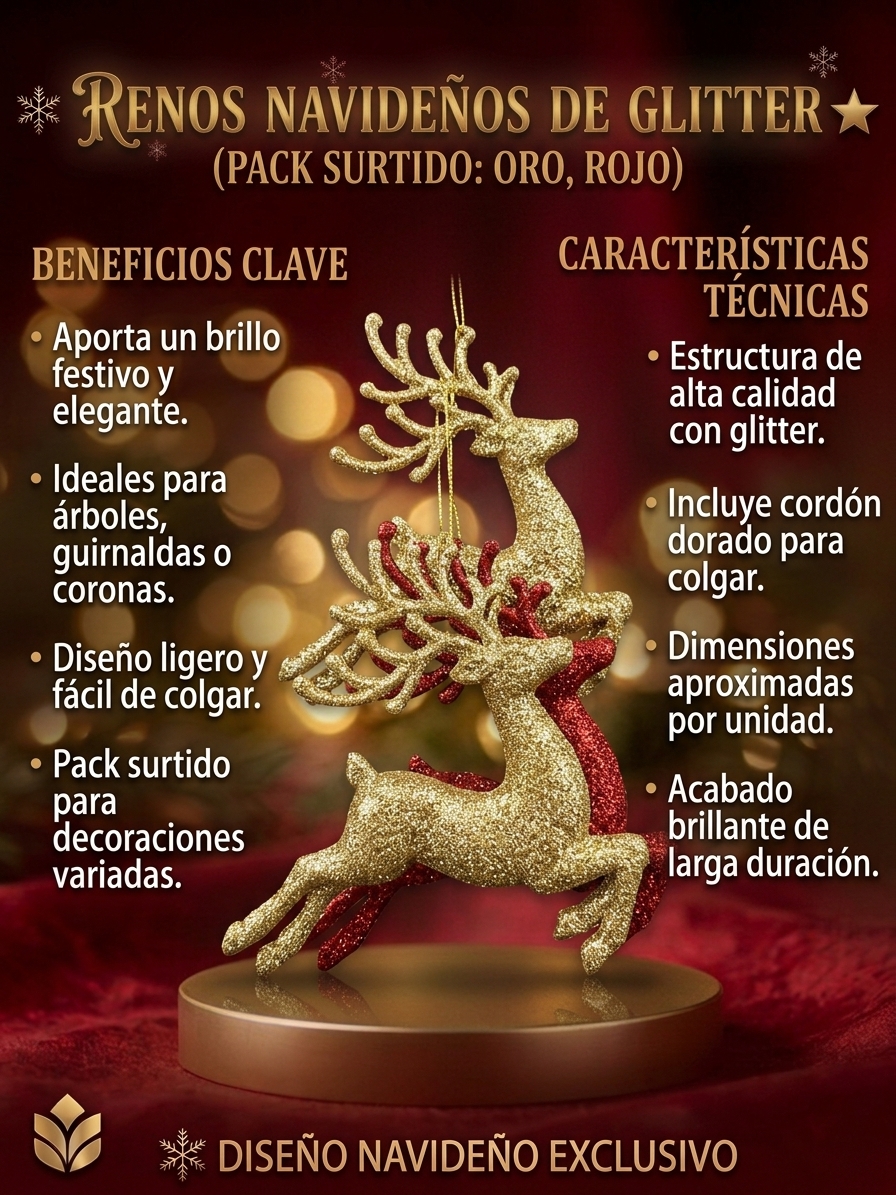 RENOS NAVIDEÑOS DE GLITTER
(PACK SURTIDO: ORO, ROJO)
BENEFICIOS CLAVE
• Aporta un brillo
festivo y
elegante.
• Ideales para
árboles,
guirnaldas o
coronas.
• Diseño ligero y
fácil de colgar.
• Pack surtido
para
decoraciones
variadas.
CARACTERÍSTICAS
TÉCNICAS
• Estructura de
alta calidad
con glitter.
• Incluye cordón
dorado para
colgar.
• Dimensiones
aproximadas
por unidad.
• Acabado
brillante de
larga duración.
DISEÑO NAVIDEÑO EXCLUSIVO